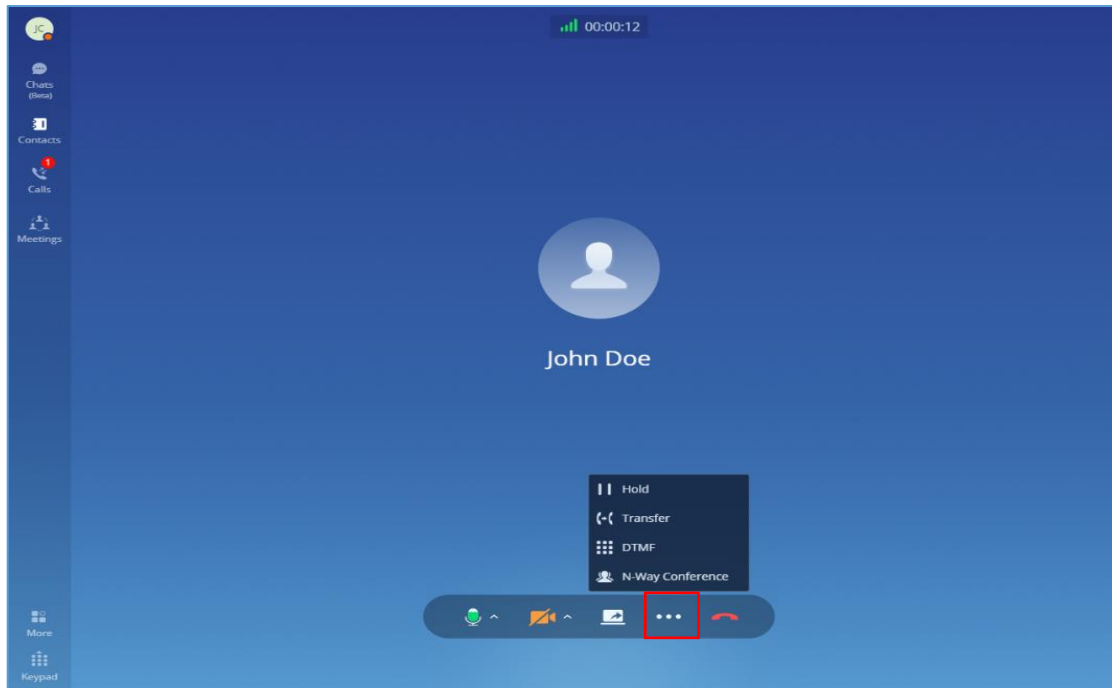 JC
00:00:12
Chats
(Beta)
Contacts
1
Calls
Meetings
John Doe
Hold
Transfer
DTMF
N-Way Conference
More
Keypad